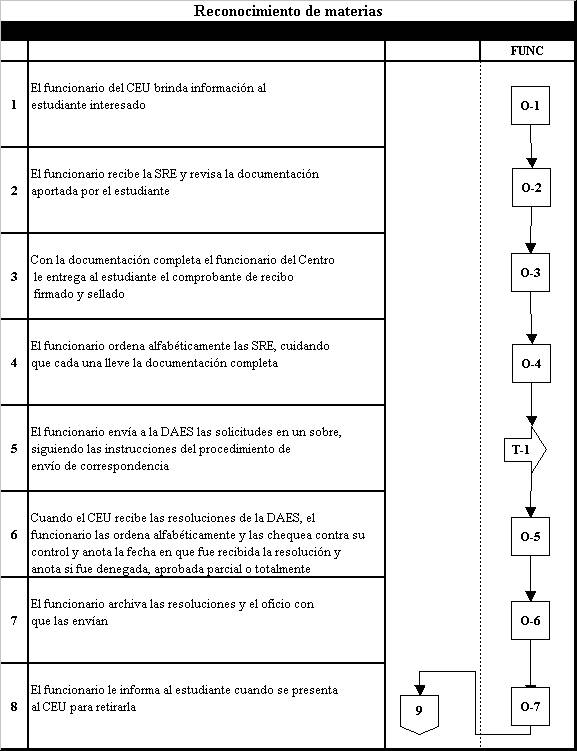 Reconocimiento de materias
FUNC
1
El funcionario del CEU brinda información al
estudiante interesado
O-1
2
El funcionario recibe la SRE y revisa la documentación
aportada por el estudiante
O-2
3
Con la documentación completa el funcionario del Centro
le entrega al estudiante el comprobante de recibo
firmado y sellado
O-3
4
El funcionario ordena alfabéticamente las SRE, cuidando
que cada una lleve la documentación completa
O-4
5
El funcionario envía a la DAES las solicitudes en un sobre,
siguiendo las instrucciones del procedimiento de
envío de correspondencia
T-1
6
Cuando el CEU recibe las resoluciones de la DAES, el
funcionario las ordena alfabéticamente y las chequea contra su
control y anota la fecha en que fue recibida la resolución y
anota si fue denegada, aprobada parcial o totalmente
O-5
7
El funcionario archiva las resoluciones y el oficio con
que las envían
O-6
8
El funcionario le informa al estudiante cuando se presenta
al CEU para retirarla
9
O-7